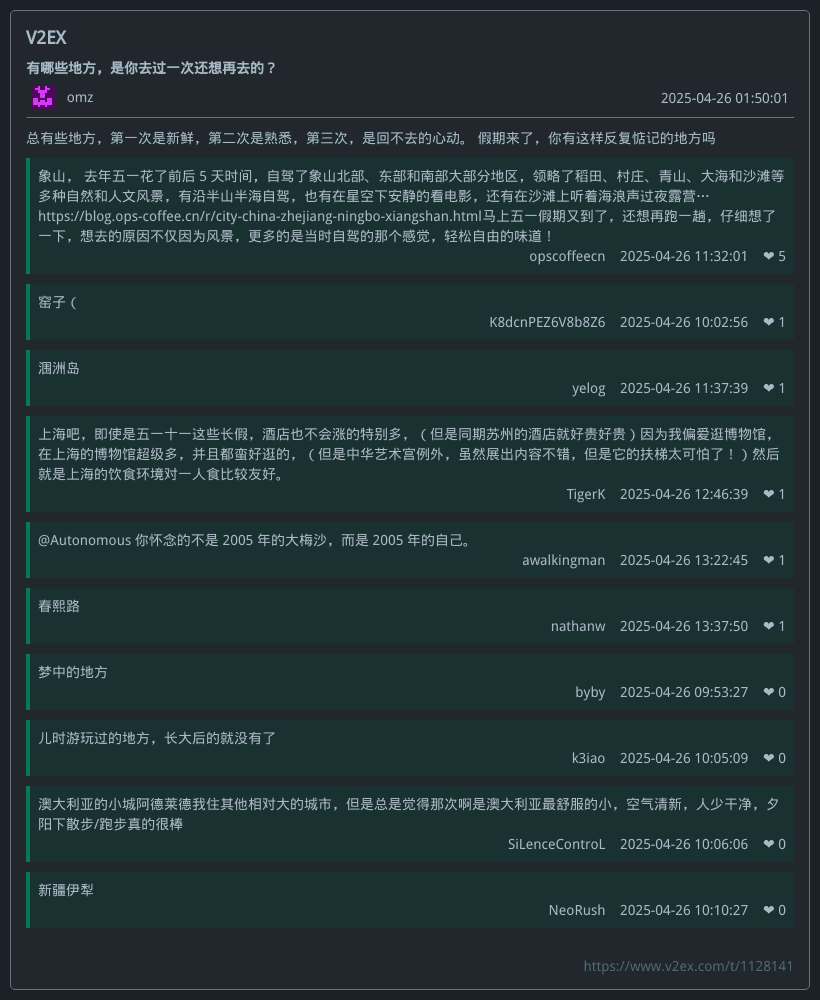 V2EX
有哪些地方，是你去过一次还想再去的？
omz 2025-04-26 01:50:01
总有些地方，第一次是新鲜，第二次是熟悉，第三次，是回不去的心动。 假期来了，你有这样反复惦记的地方吗
象山， 去年五一花了前后 5 天时间，自驾了象山北部、东部和南部大部分地区，领略了稻田、村庄、青山、大海和沙滩等
多种自然和人文风景，有沿半山半海自驾，也有在星空下安静的看电影，还有在沙滩上听着海浪声过夜露营…
https://blog.ops-coffee.cn/r/city-china-zhejiang-ningbo-xiangshan.html马上五一假期又到了，还想再跑一趟，仔细想了
一下，想去的原因不仅因为风景，更多的是当时自驾的那个感觉，轻松自由的味道！
opscoffeecn 2025-04-26 11:32:01 ❤ 5
窑子（
K8dcnPEZ6V8b8Z6 2025-04-26 10:02:56 ❤ 1
涠洲岛
yelog 2025-04-26 11:37:39 ❤ 1
上海吧，即使是五一十一这些长假，酒店也不会涨的特别多，（但是同期苏州的酒店就好贵好贵）因为我偏爱逛博物馆，
在上海的博物馆超级多，并且都蛮好逛的，（但是中华艺术宫例外，虽然展出内容不错，但是它的扶梯太可怕了！）然后
就是上海的饮食环境对一人食比较友好。
TigerK 2025-04-26 12:46:39 ❤ 1
@Autonomous 你怀念的不是 2005 年的大梅沙，而是 2005 年的自己。
awalkingman 2025-04-26 13:22:45 ❤ 1
春熙路
nathanw 2025-04-26 13:37:50 ❤ 1
梦中的地方
byby 2025-04-26 09:53:27 ❤ 0
儿时游玩过的地方，长大后的就没有了
k3iao 2025-04-26 10:05:09 ❤ 0
澳大利亚的小城阿德莱德我住其他相对大的城市，但是总是觉得那次啊是澳大利亚最舒服的小，空气清新，人少干净，夕
阳下散步/跑步真的很棒
SiLenceControL 2025-04-26 10:06:06 ❤ 0
新疆伊犁
NeoRush 2025-04-26 10:10:27 ❤ 0
https://www.v2ex.com/t/1128141